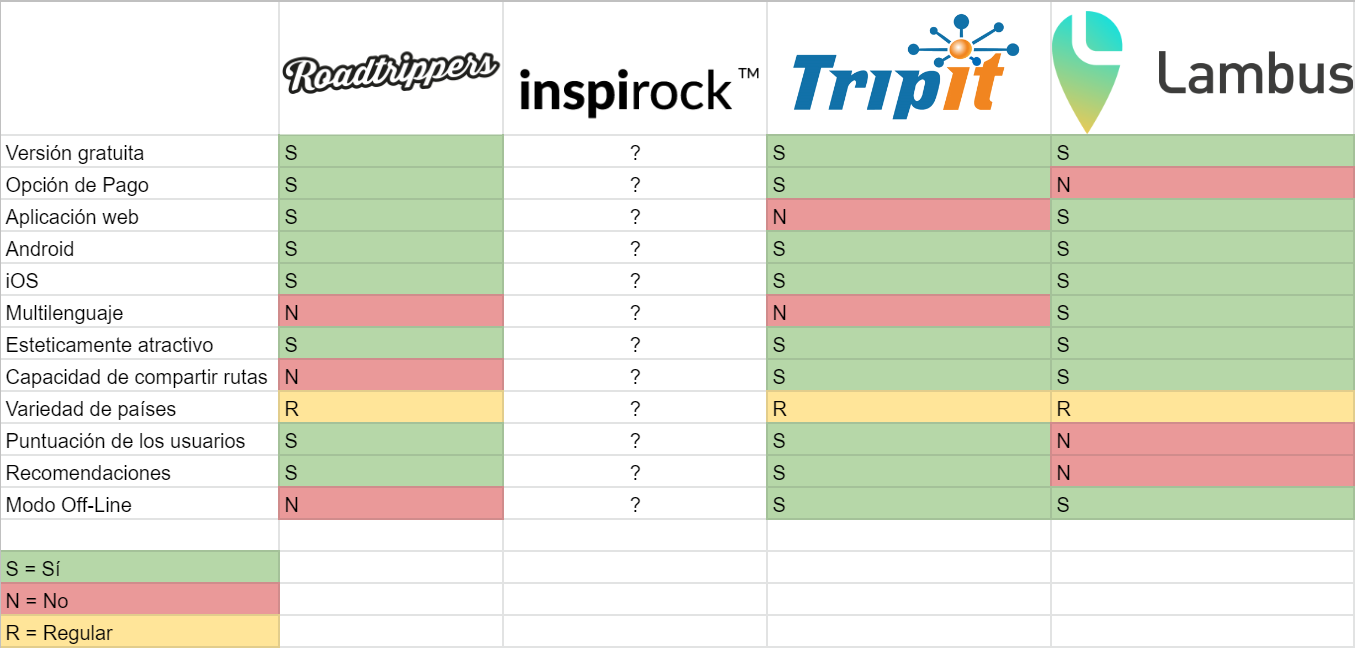 Roadtrippers inspirock™ Tripit Lambus
Versión gratuita S ? S S
Opción de Pago S ? S N
Aplicación web S ? N S
Android S ? S S
iOS S ? S S
Multilenguaje N ? N S
Esteticamente atractivo S ? S S
Capacidad de compartir rutas N ? S S
Variedad de países R ? R R
Puntuación de los usuarios S ? S N
Recomendaciones S ? S N
Modo Off-Line N ? S S
S = Sí
N = No
R = Regular